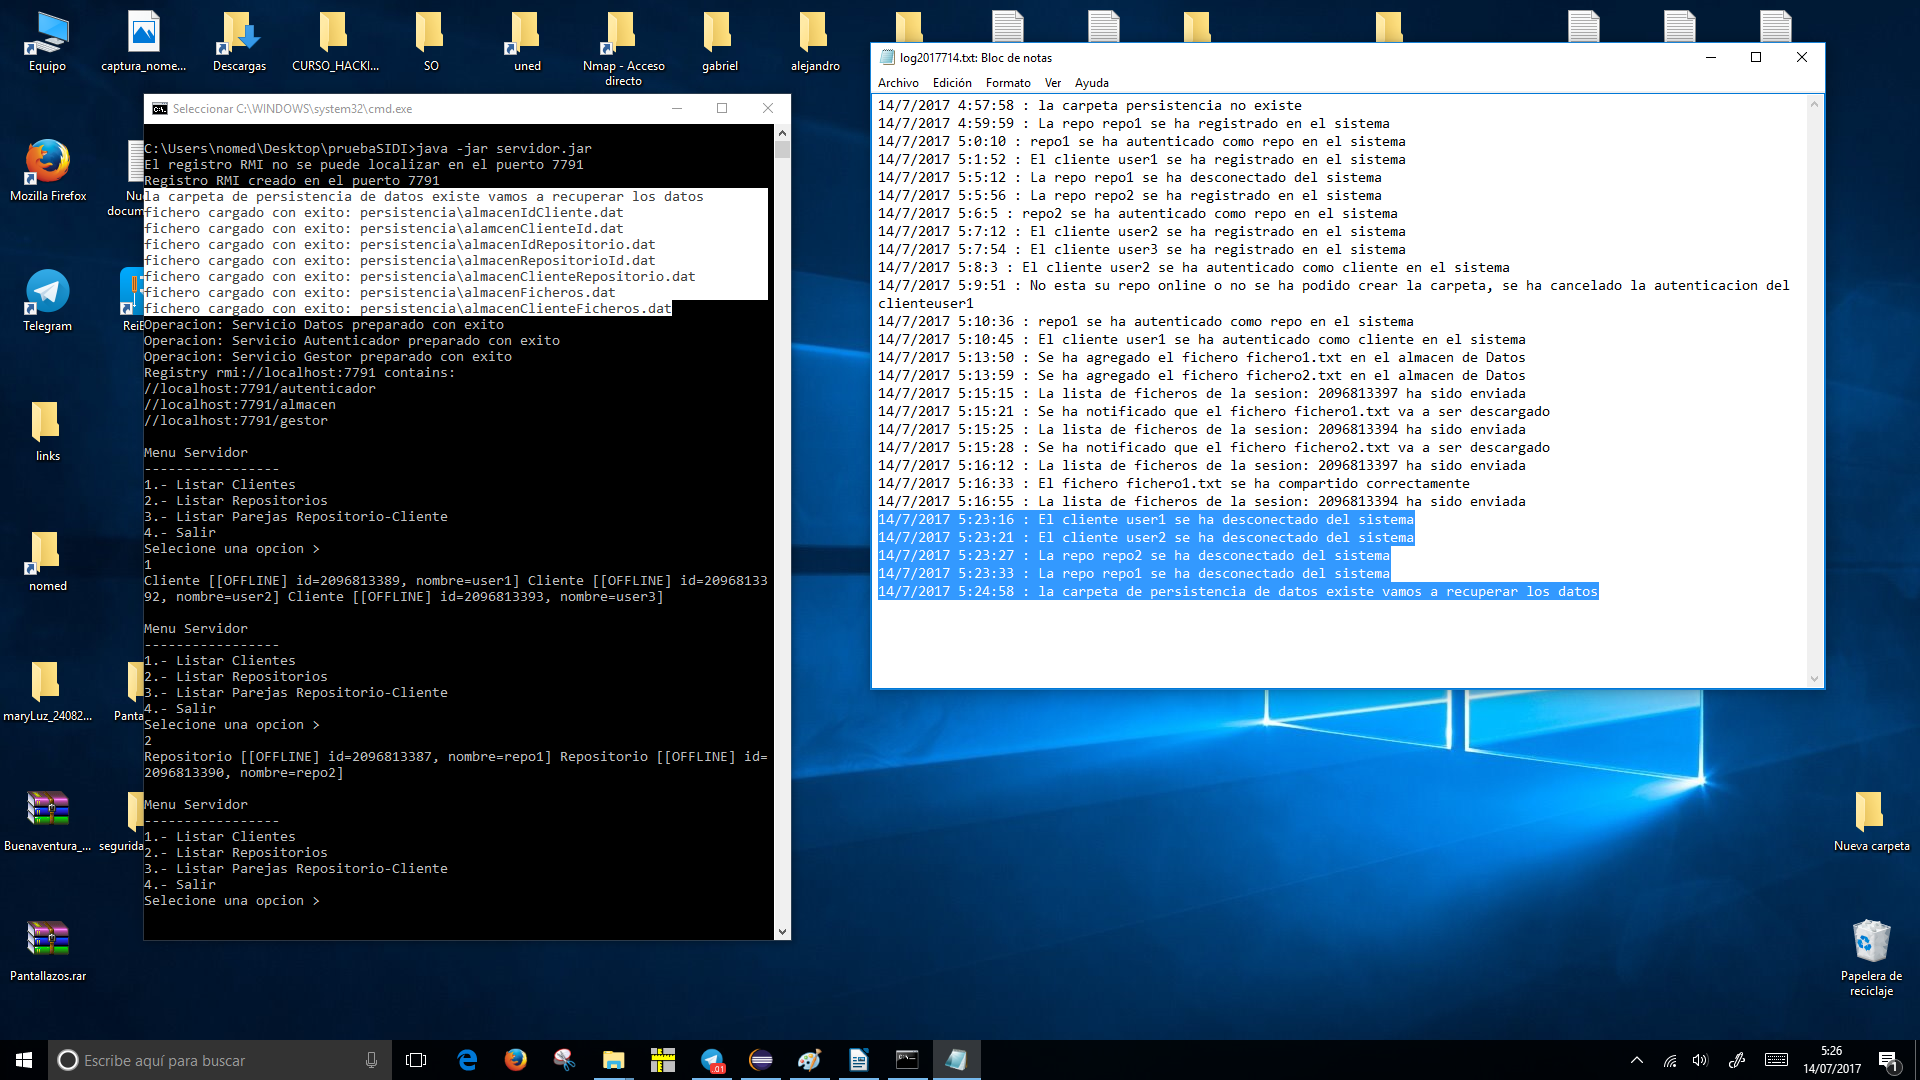 Equipo
captura_nome...
Descargas
CURSO_HACKI...
SO
uned
Nmap - Acceso
directo
gabriel
alejandro
Mozilla Firefox
Telegram
links
nomed
maryLuz_24082...
Buenaventura_...
Pantallazos.rar
Nueva carpeta
Papelera de
reciclaje
Seleccionar C:\WINDOWS\system32\cmd.exe
C:\Users\nomed\Desktop\pruebaSIDI>java -jar servidor.jar
El registro RMI no se puede localizar en el puerto 7791
Registro RMI creado en el puerto 7791
la carpeta de persistencia de datos existe vamos a recuperar los datos
fichero cargado con exito: persistencia\almacenIdCliente.dat
fichero cargado con exito: persistencia\alamcenClienteId.dat
fichero cargado con exito: persistencia\almacenIdRepositorio.dat
fichero cargado con exito: persistencia\almacenRepositorioId.dat
fichero cargado con exito: persistencia\almacenClienteRepositorio.dat
fichero cargado con exito: persistencia\almacenFicheros.dat
fichero cargado con exito: persistencia\almacenClienteFicheros.dat
Operacion: Servicio Datos preparado con exito
Operacion: Servicio Autenticador preparado con exito
Operacion: Servicio Gestor preparado con exito
Registry rmi://localhost:7791 contains:
//localhost:7791/autenticador
//localhost:7791/almacen
//localhost:7791/gestor
Menu Servidor
-----------------
1.- Listar Clientes
2.- Listar Repositorios
3.- Listar Parejas Repositorio-Cliente
4.- Salir
Selecione una opcion >
1
Cliente [[OFFLINE] id=2096813389, nombre=user1] Cliente [[OFFLINE] id=20968133
92, nombre=user2] Cliente [[OFFLINE] id=2096813393, nombre=user3]
Menu Servidor
-----------------
1.- Listar Clientes
2.- Listar Repositorios
3.- Listar Parejas Repositorio-Cliente
4.- Salir
Selecione una opcion >
2
Repositorio [[OFFLINE] id=2096813387, nombre=repo1] Repositorio [[OFFLINE] id=
2096813390, nombre=repo2]
Menu Servidor
-----------------
1.- Listar Clientes
2.- Listar Repositorios
3.- Listar Parejas Repositorio-Cliente
4.- Salir
Selecione una opcion >
log2017714.txt: Bloc de notas
Archivo Edición Formato Ver Ayuda
14/7/2017 4:57:58 : la carpeta persistencia no existe
14/7/2017 4:59:59 : La repo repo1 se ha registrado en el sistema
14/7/2017 5:0:10 : repo1 se ha autenticado como repo en el sistema
14/7/2017 5:1:52 : El cliente user1 se ha registrado en el sistema
14/7/2017 5:5:12 : La repo repo1 se ha desconectado del sistema
14/7/2017 5:5:56 : La repo repo2 se ha registrado en el sistema
14/7/2017 5:6:5 : repo2 se ha autenticado como repo en el sistema
14/7/2017 5:7:12 : El cliente user2 se ha registrado en el sistema
14/7/2017 5:7:54 : El cliente user3 se ha registrado en el sistema
14/7/2017 5:8:3 : El cliente user2 se ha autenticado como cliente en el sistema
14/7/2017 5:9:51 : No esta su repo online o no se ha podido crear la carpeta, se ha cancelado la autenticacion del
clienteuser1
14/7/2017 5:10:36 : repo1 se ha autenticado como repo en el sistema
14/7/2017 5:10:45 : El cliente user1 se ha autenticado como cliente en el sistema
14/7/2017 5:13:50 : Se ha agregado el fichero fichero1.txt en el almacen de Datos
14/7/2017 5:13:59 : Se ha agregado el fichero fichero2.txt en el almacen de Datos
14/7/2017 5:15:15 : La lista de ficheros de la sesion: 2096813397 ha sido enviada
14/7/2017 5:15:21 : Se ha notificado que el fichero fichero1.txt va a ser descargado
14/7/2017 5:15:25 : La lista de ficheros de la sesion: 2096813394 ha sido enviada
14/7/2017 5:15:28 : Se ha notificado que el fichero fichero2.txt va a ser descargado
14/7/2017 5:16:12 : La lista de ficheros de la sesion: 2096813397 ha sido enviada
14/7/2017 5:16:33 : El fichero fichero1.txt se ha compartido correctamente
14/7/2017 5:16:55 : La lista de ficheros de la sesion: 2096813394 ha sido enviada
14/7/2017 5:23:16 : El cliente user1 se ha desconectado del sistema
14/7/2017 5:23:21 : El cliente user2 se ha desconectado del sistema
14/7/2017 5:23:27 : La repo repo2 se ha desconectado del sistema
14/7/2017 5:23:33 : La repo repo1 se ha desconectado del sistema
14/7/2017 5:24:58 : la carpeta de persistencia de datos existe vamos a recuperar los datos
Escribe aquí para buscar
5:26
14/07/2017